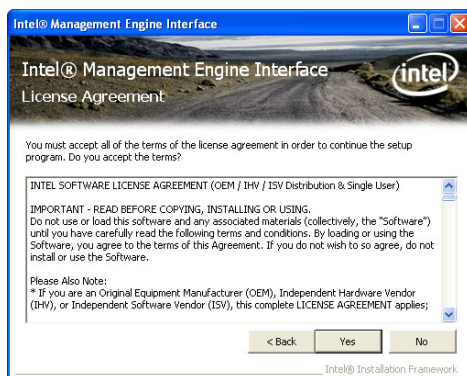 Intel® Management Engine Interface
Intel® Management Engine Interface
License Agreement
intel
You must accept all of the terms of the license agreement in order to continue the setup
program. Do you accept the terms?
INTEL SOFTWARE LICENSE AGREEMENT (OEM / IHV / ISV Distribution & Single User)
IMPORTANT - READ BEFORE COPYING, INSTALLING OR USING.
Do not use or load this software and any associated materials (collectively, the "Software")
until you have carefully read the following terms and conditions. By loading or using the
Software, you agree to the terms of this Agreement. If you do not wish to so agree, do not
install or use the Software.
Please Also Note:
* If you are an Original Equipment Manufacturer (OEM), Independent Hardware Vendor
(IHV), or Independent Software Vendor (ISV), this complete LICENSE AGREEMENT applies;
< Back Yes No
Intel® Installation Framework